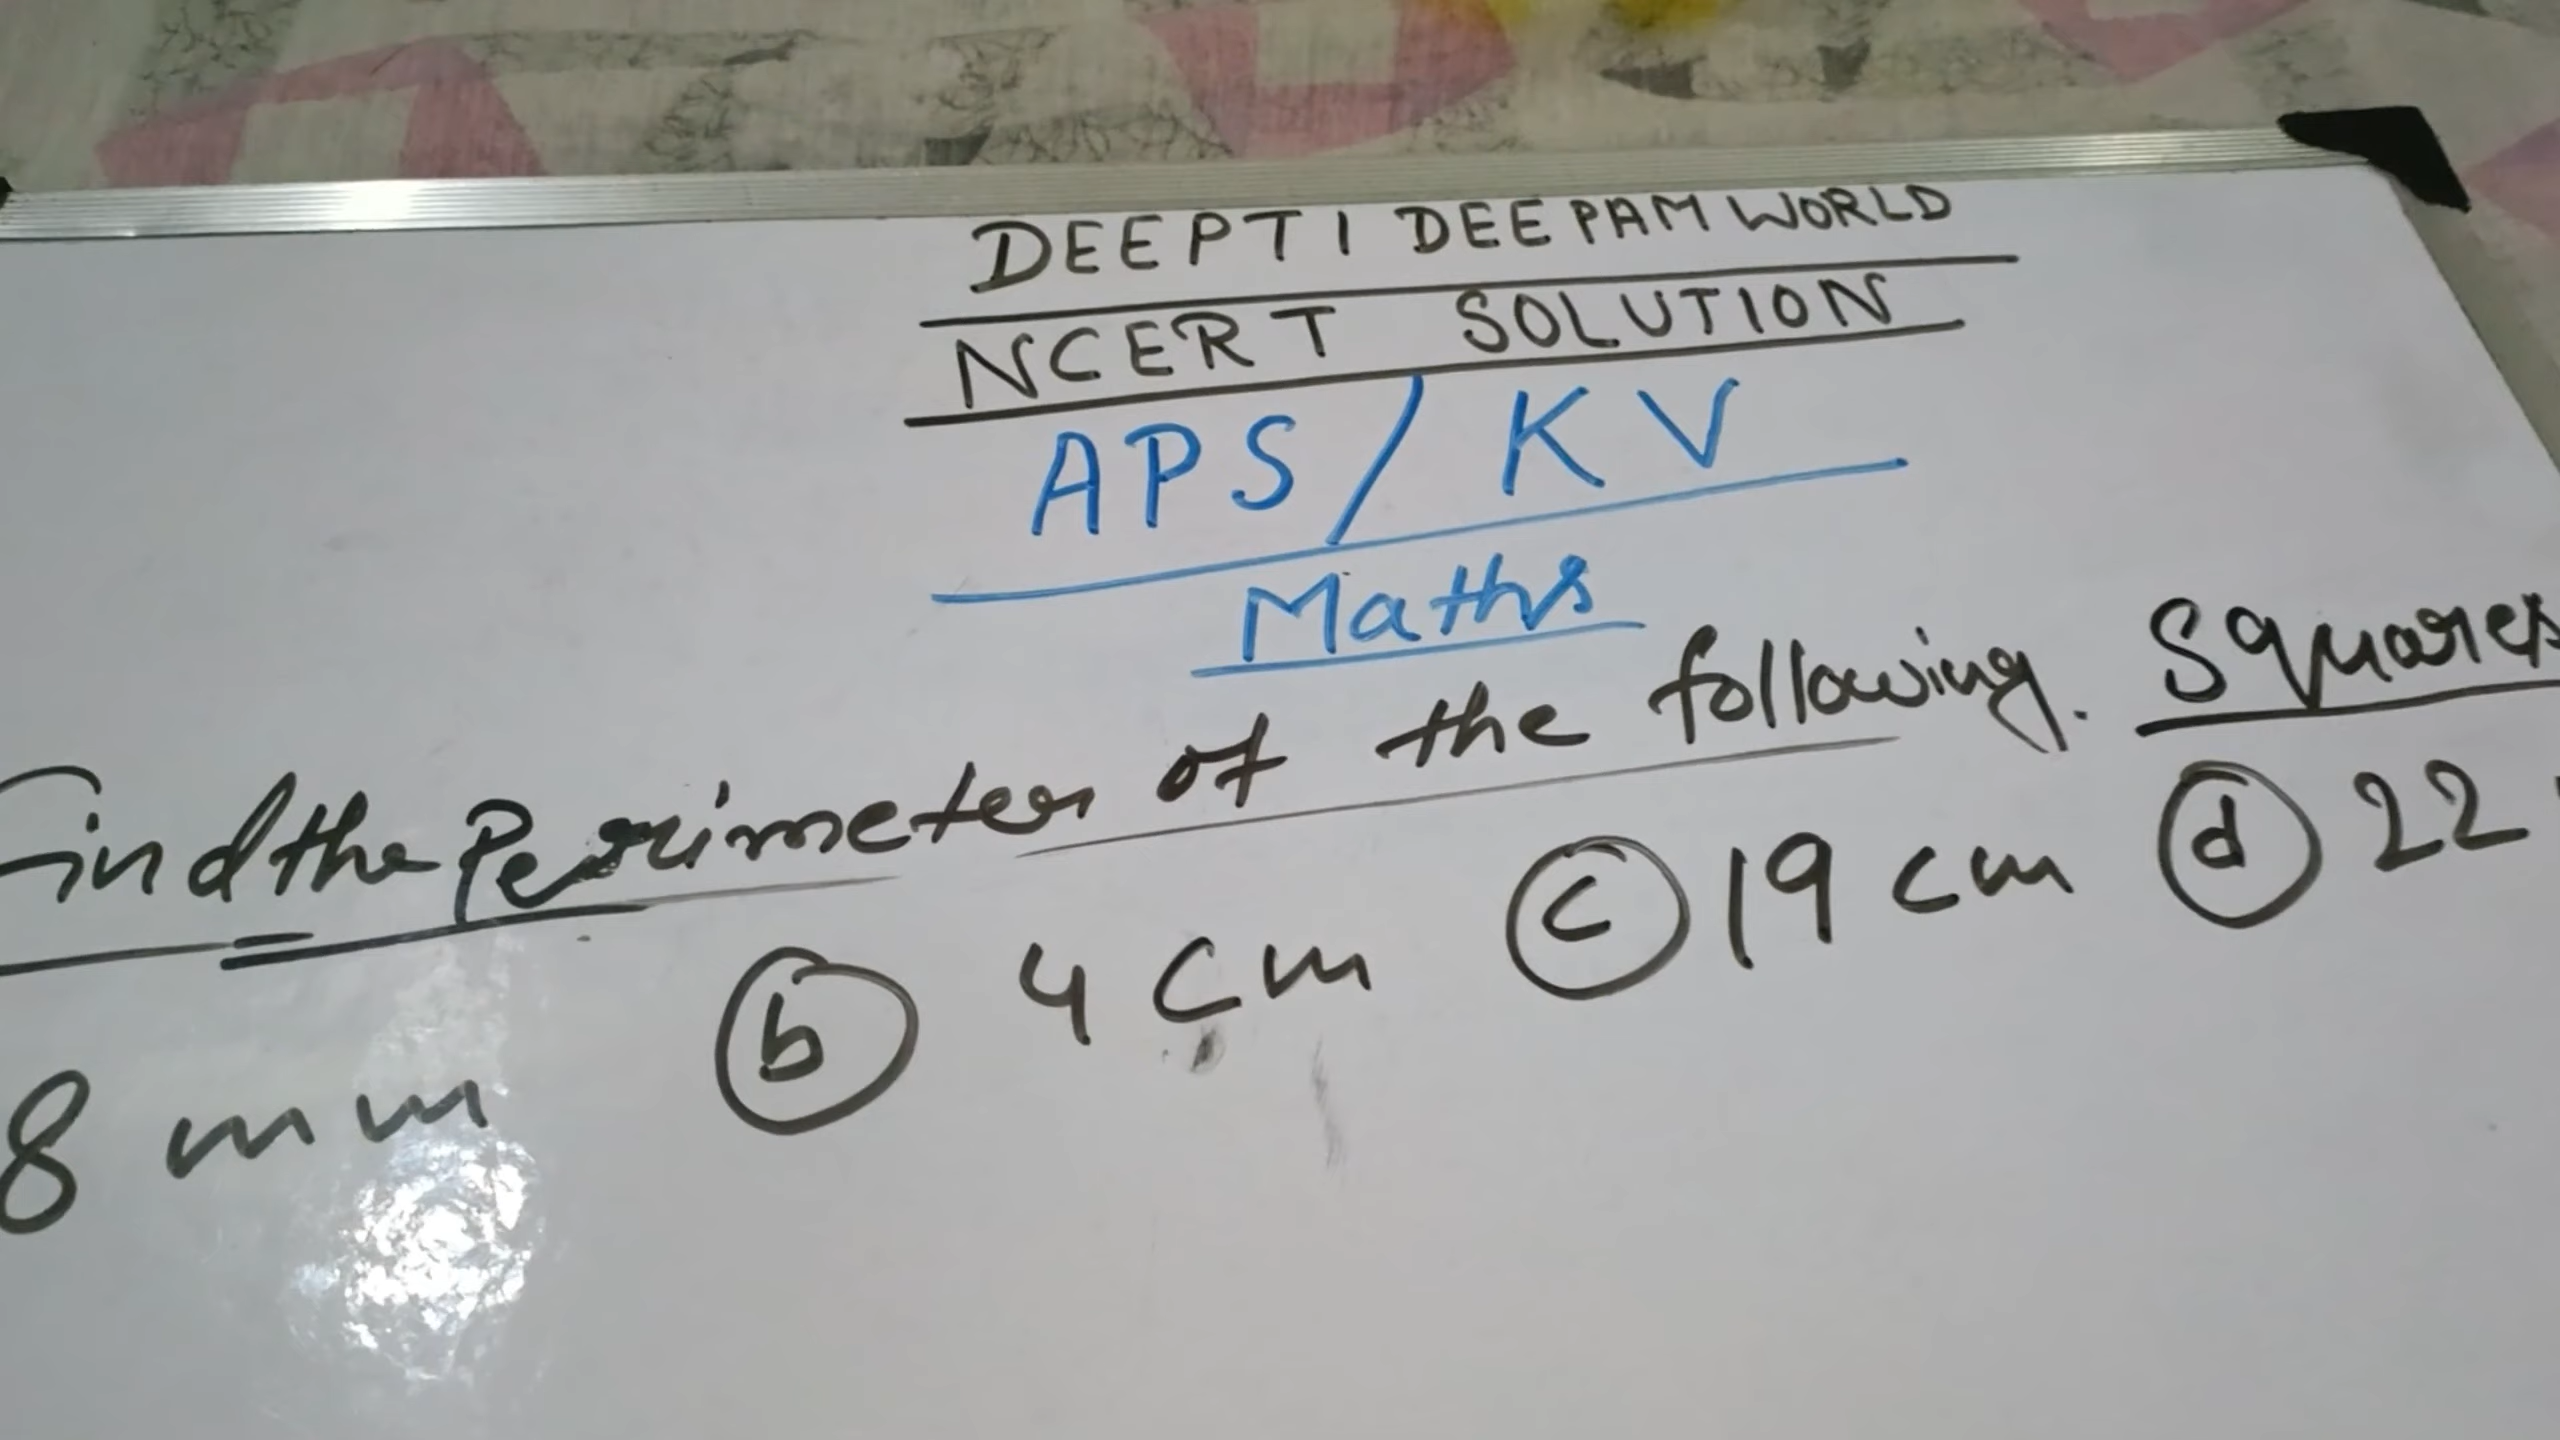 DEEPTI DEEPAM WORLD
NCERT SOLUTION
APS/KV
Maths
Find the Perimeter of the following. Squares
8 mm b 4 cm c 19 cm d 22